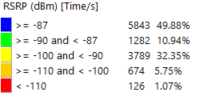 RSRP (dBm) [Time/s]
>= -87 5843 49.88%
>= -90 and < -87 1282 10.94%
>= -100 and < -90 3789 32.35%
>= -110 and < -100 674 5.75%
< -110 126 1.07%